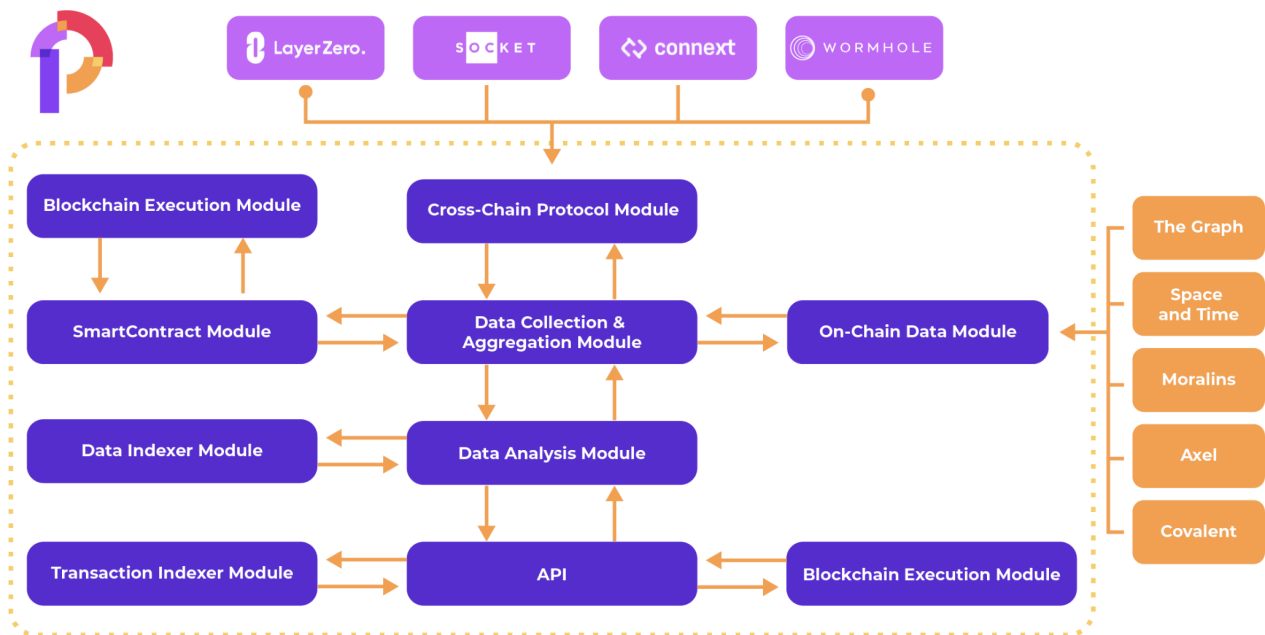 LayerZero.
SOCKET
connext
WORMHOLE
Blockchain Execution Module
Cross-Chain Protocol Module
The Graph
Space
and Time
SmartContract Module
Data Collection &
Aggregation Module
On-Chain Data Module
Moralins
Data Indexer Module
Data Analysis Module
Axel
Covalent
Transaction Indexer Module
API
Blockchain Execution Module